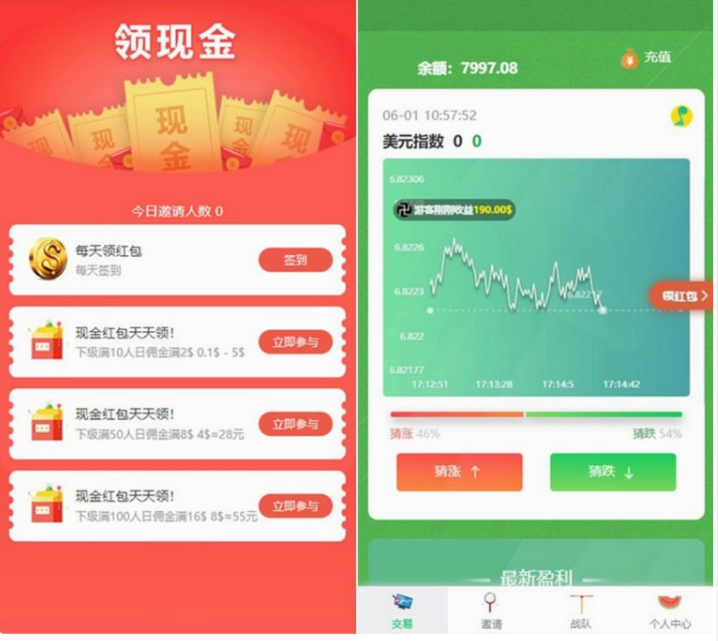 领现金
现金
现金
现金
现金
现金
今日邀请人数 0
每天领红包
每天签到
签到
现金红包天天领!
下级满10人日佣金满2$ 0.1$ - 5$
立即参与
现金红包天天领!
下级满50人日佣金满8$ 4$≈28元
立即参与
现金红包天天领!
下级满100人日佣金满16$ 8$≈55元
立即参与
余额：7997.08
充值
06-01 10:57:52
美元指数 0 0
6.82306
游客刚刚收益190.00$
6.8226
6.8223
6.8221
领红包
6.822
6.82177
17:12:51 17:13:28 17:14:5 17:14:42
猜涨 46%
猜跌 54%
猜涨 ↑
猜跌 ↓
最新盈利
交易
邀请
战队
个人中心